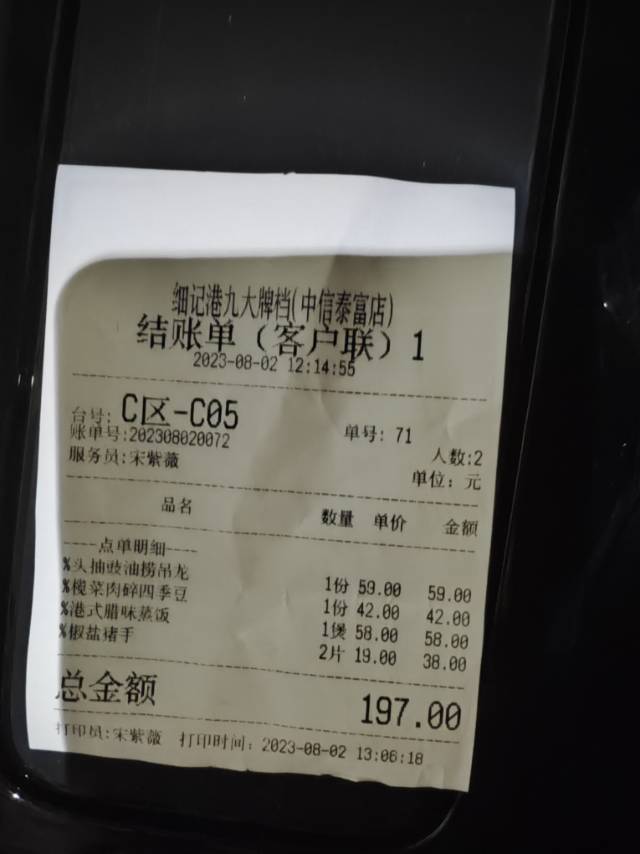 细记港九大牌档(中信泰富店)
结账单（客户联）1
2023-08-02 12:14:55
台号: C区-C05
账单号:202308020072 单号: 71
服务员:宋紫薇 人数:2
单位: 元
品名 数量 单价 金额
-----点单明细----
%头抽豉油捞吊龙 1份 59.00 59.00
%榄菜肉碎四季豆 1份 42.00 42.00
%港式腊味蒸饭 1煲 58.00 58.00
%椒盐猪手 2片 19.00 38.00
总金额 197.00
打印员:宋紫薇 打印时间: 2023-08-02 13:06:18